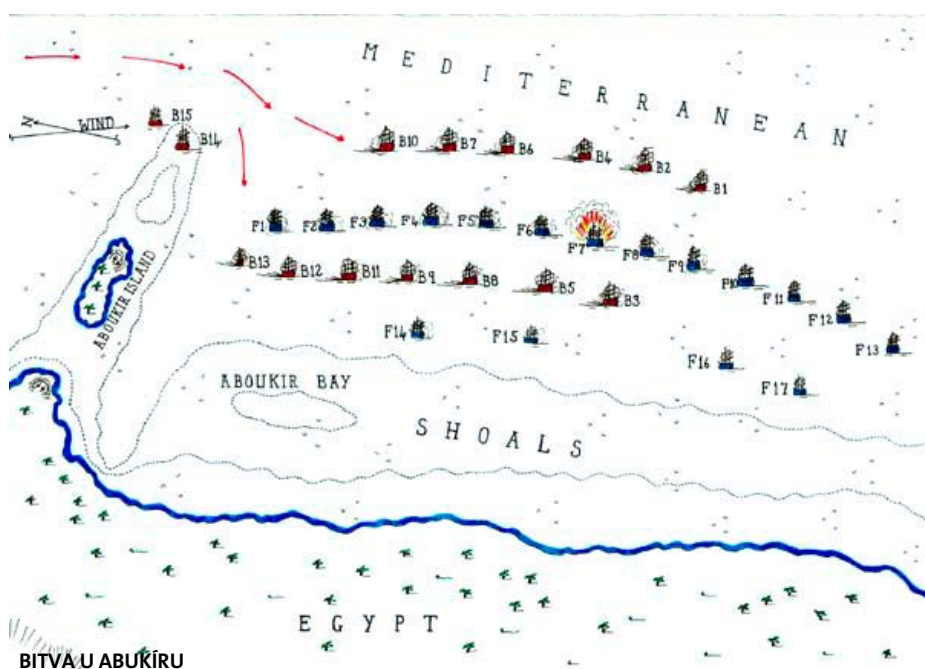 MEDITERRANEAN
N
WIND
B15
B14
B10
B7
B6
B4
B2
B1
F1
F2
F3
F4
F5
F6
F7
F8
F9
F10
F11
F12
F13
B13
B12
B11
B9
B8
B5
B3
F14
F15
F16
F17
ABOUKIR ISLAND
ABOUKIR BAY
SHOALS
EGYPT
BITVA U ABUKÍRU